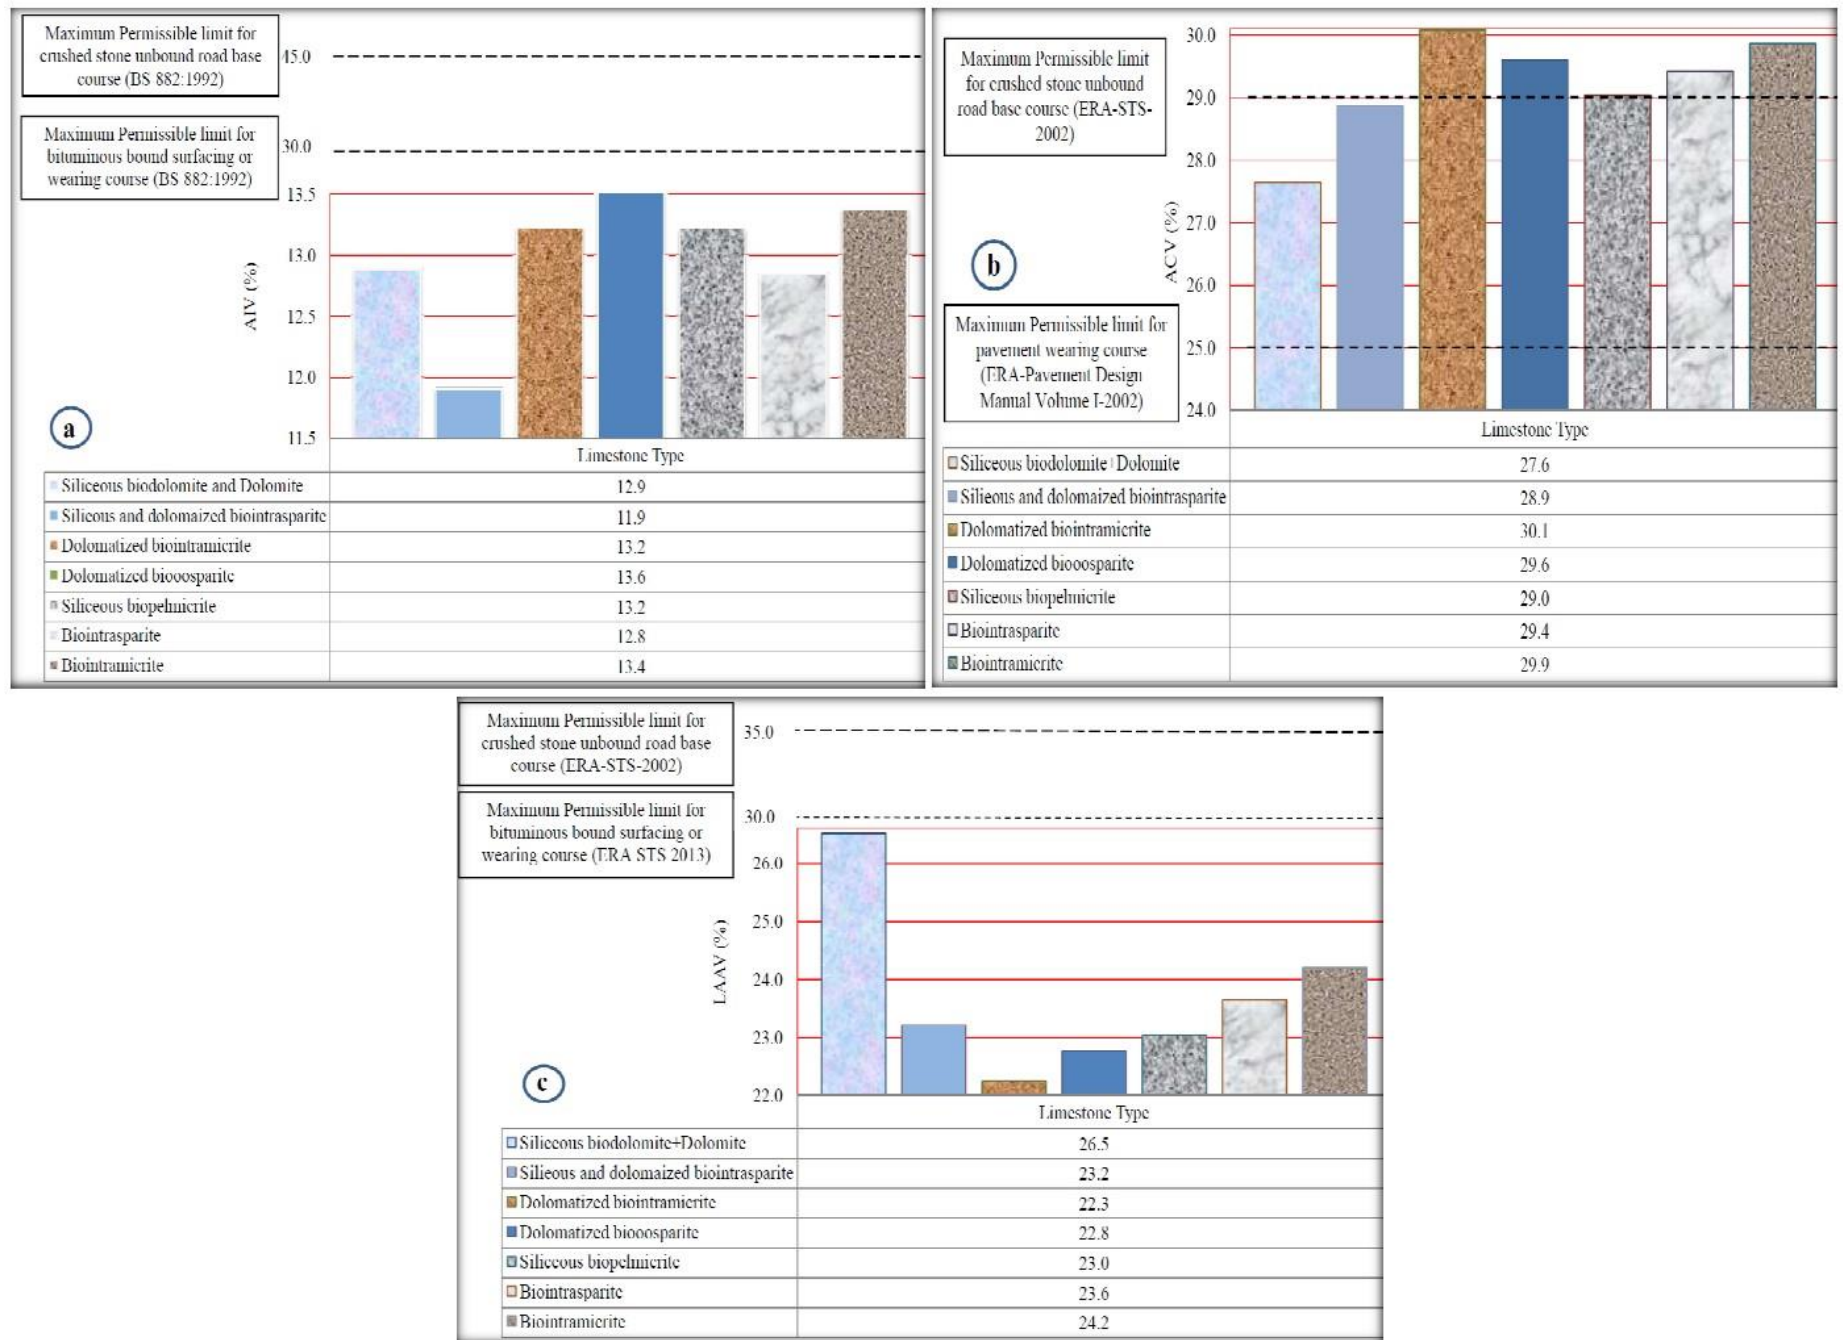 Maximum Permissible limit for
crushed stone unbound road base
course (BS 882:1992)
45.0
Maximum Permissible limit for
bituminous bound surfacing or
wearing course (BS 882:1992)
30.0
13.5
13.0
12.5
12.0
11.5
AIV (%)
a
Limestone Type
Siliceous biodolomite and Dolomite 12.9
Silieous and dolomaized biointrasparite 11.9
Dolomatized biointramicrite 13.2
Dolomatized biooosparite 13.6
Siliceous biopelmicrite 13.2
Biointrasparite 12.8
Biointramicrite 13.4
Maximum Permissible limit
for crushed stone unbound
road base course (ERA-STS-
2002)
30.0
29.0
28.0
27.0
26.0
25.0
24.0
ACV (%)
b
Maximum Permissible limit for
pavement wearing course
(ERA-Pavement Design
Manual Volume I-2002)
Limestone Type
Siliceous biodolomite+Dolomite 27.6
Silieous and dolomaized biointrasparite 28.9
Dolomatized biointramicrite 30.1
Dolomatized biooosparite 29.6
Siliceous biopelmicrite 29.0
Biointrasparite 29.4
Biointramicrite 29.9
Maximum Permissible limit for
crushed stone unbound road base
course (ERA-STS-2002)
35.0
Maximum Permissible limit for
bituminous bound surfacing or
wearing course (ERA STS 2013)
30.0
26.0
25.0
24.0
23.0
22.0
LAAV (%)
c
Limestone Type
Siliceous biodolomite+Dolomite 26.5
Silieous and dolomaized biointrasparite 23.2
Dolomatized biointramicrite 22.3
Dolomatized biooosparite 22.8
Siliceous biopelmicrite 23.0
Biointrasparite 23.6
Biointramicrite 24.2